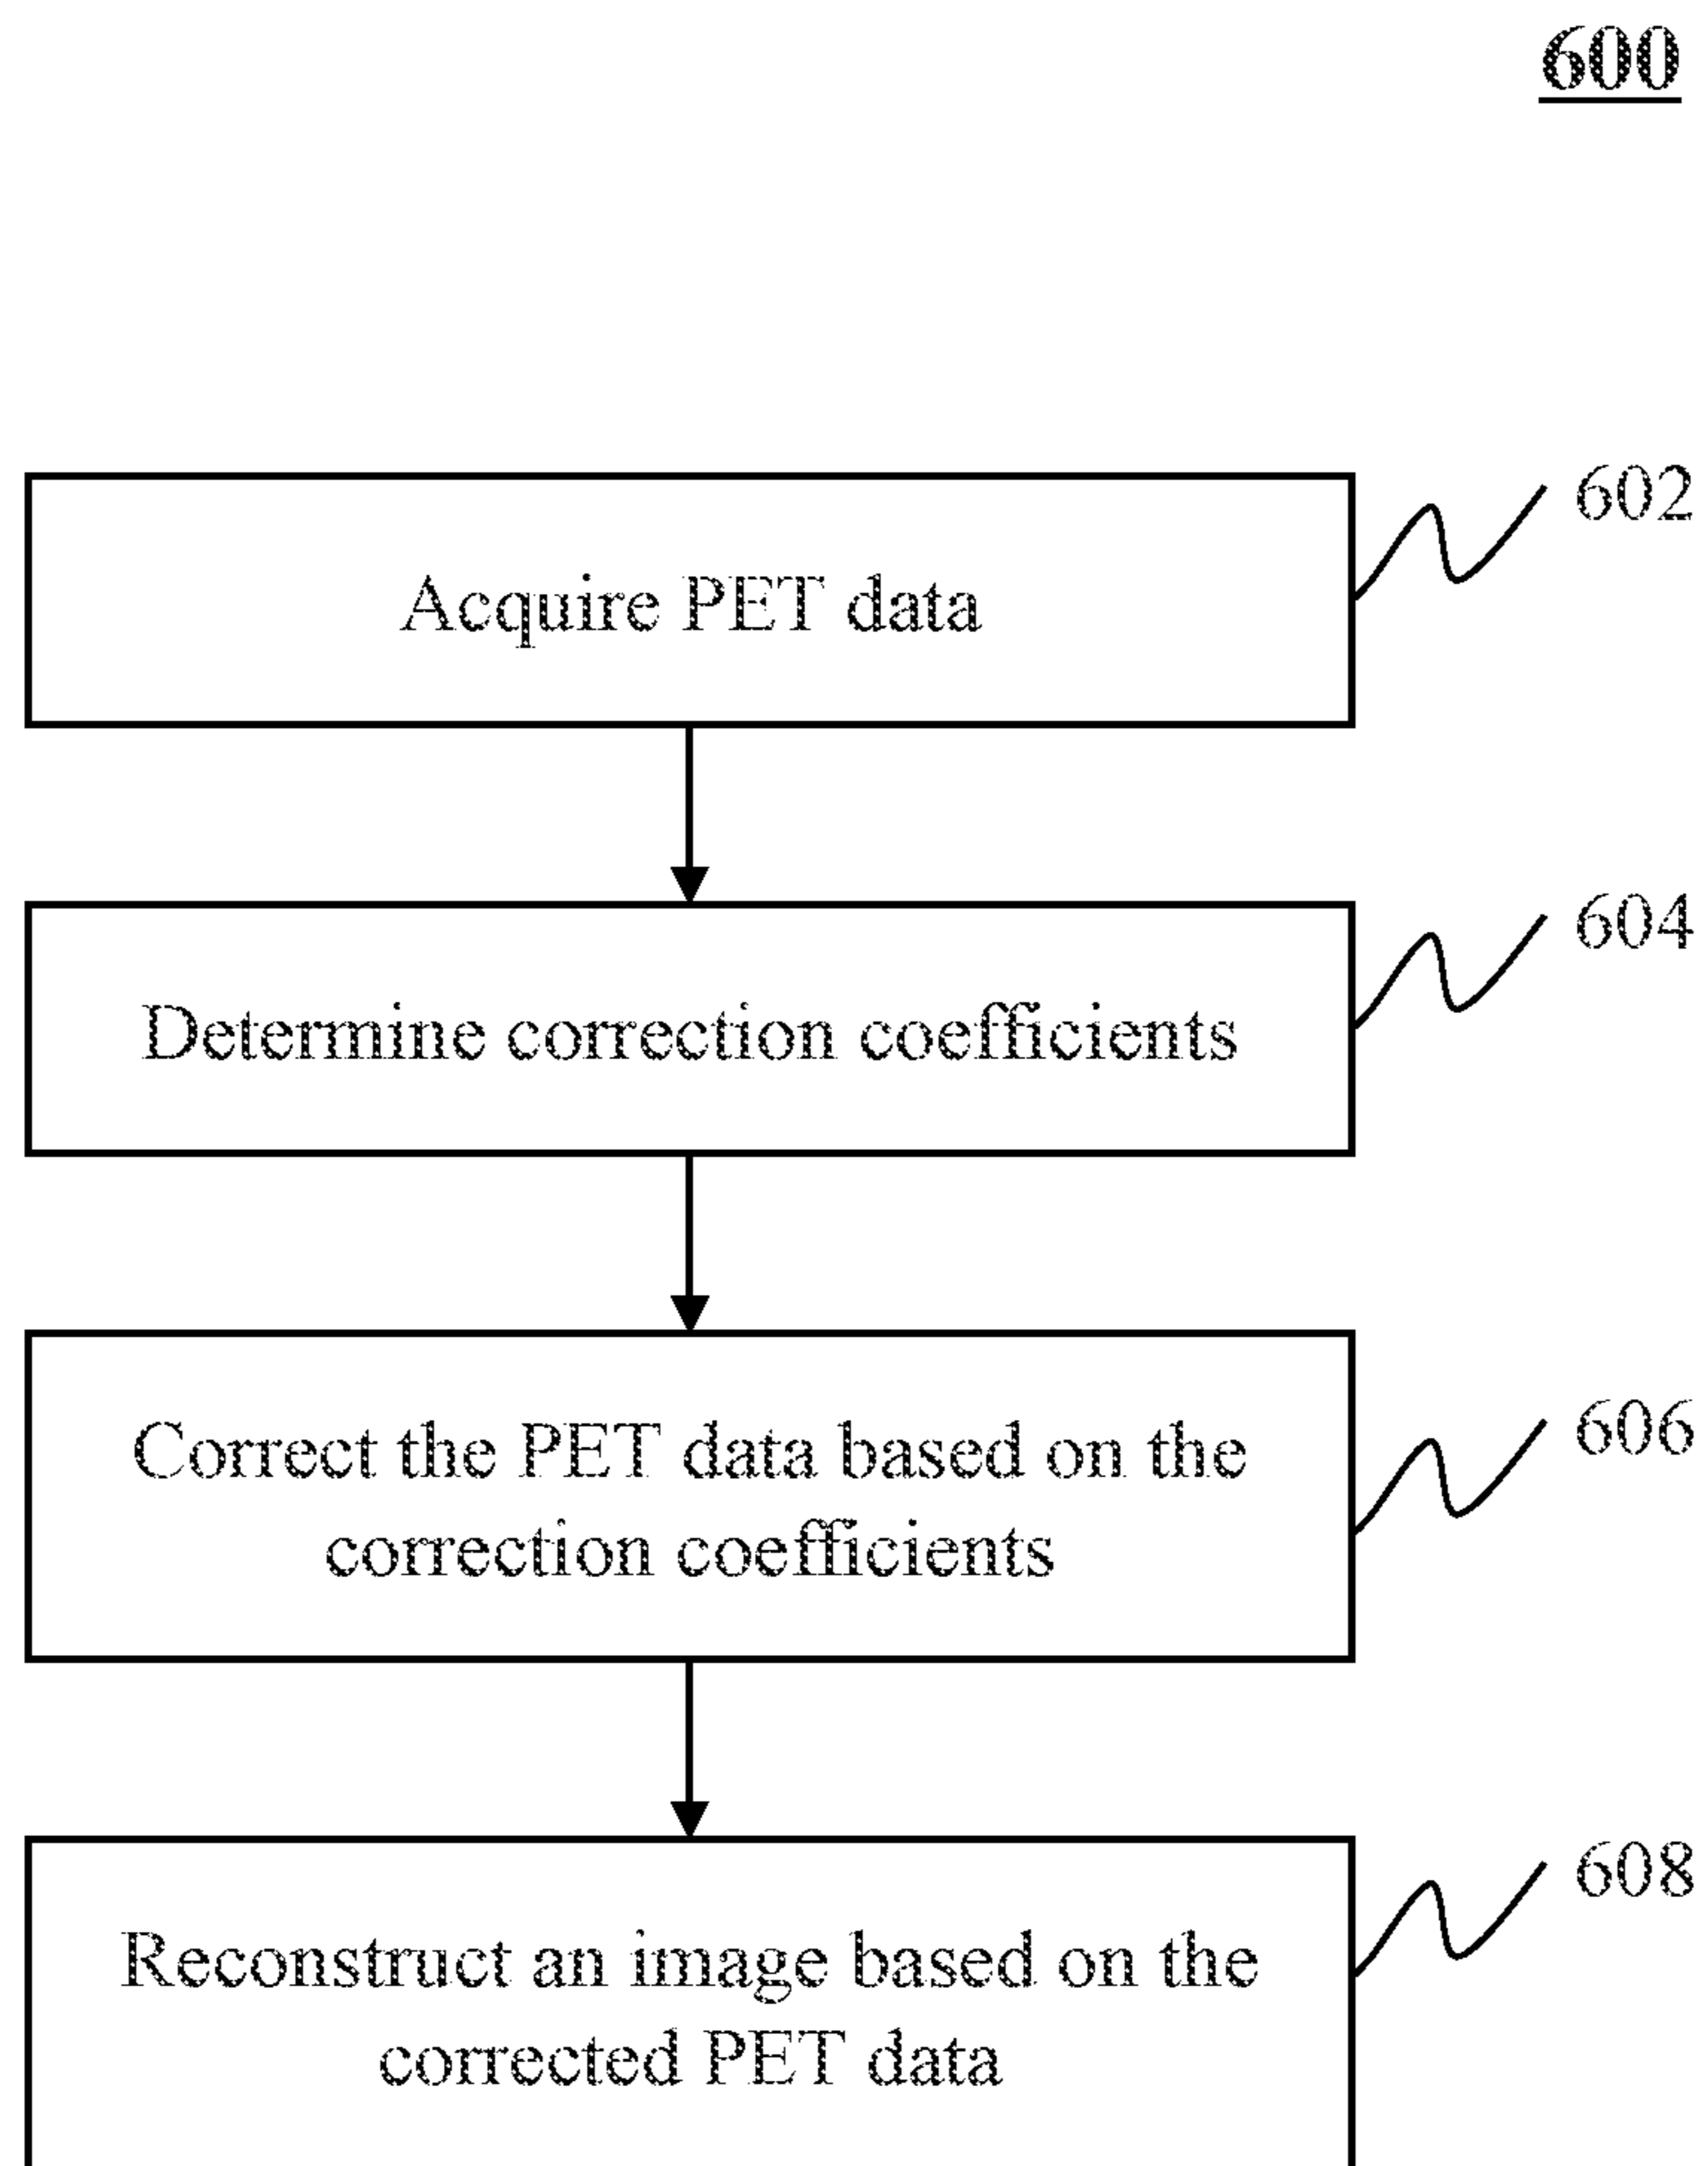 600
Acquire PET data
602
Determine correction coefficients
604
Correct the PET data based on the
correction coefficients
606
Reconstruct an image based on the
corrected PET data
608